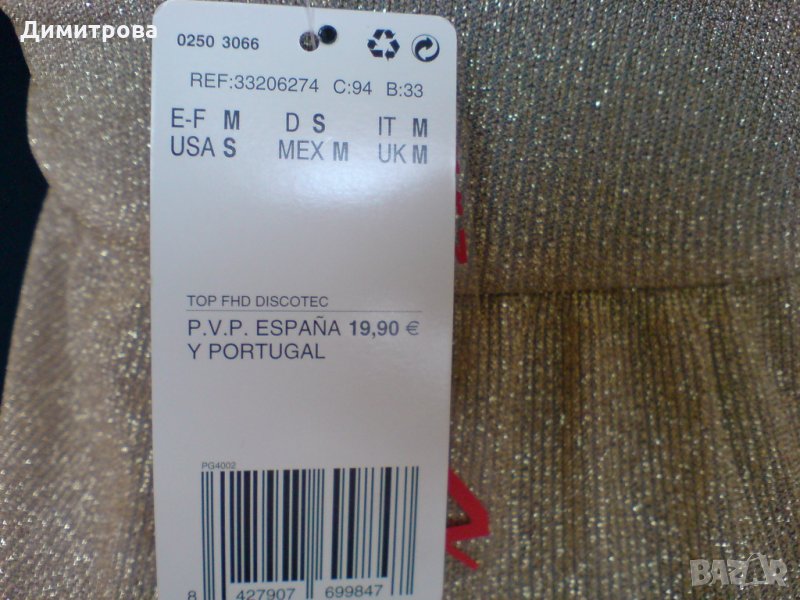 Димитрова
0250 3066
REF:33206274 C:94 B:33
E-F M D S IT M
USA S MEX M UK M
TOP FHD DISCOTEC
P.V.P. ESPAÑA 19,90 €
Y PORTUGAL
PG4002
8 427907 699847
BAZAR